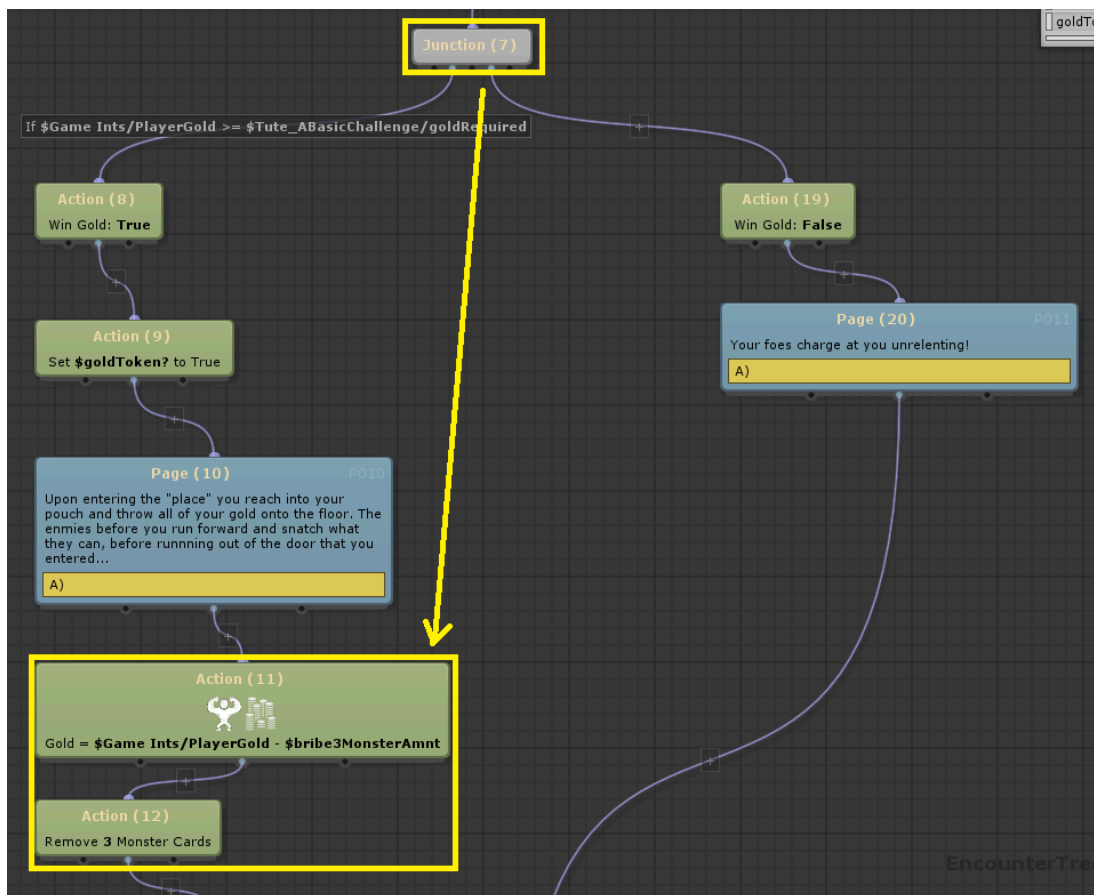 goldT
Junction (7)
If $Game Ints/PlayerGold >= $Tute_ABasicChallenge/goldRequired
Action (8)
Win Gold: True
Action (19)
Win Gold: False
Action (9)
Set $goldToken? to True
Page (20)
P011
Your foes charge at you unrelenting!
A)
Page (10)
P010
Upon entering the "place" you reach into your
pouch and throw all of your gold onto the floor. The
enmies before you run forward and snatch what
they can, before runnning out of the door that you
entered...
A)
Action (11)
Gold = $Game Ints/PlayerGold - $bribe3MonsterAmnt
Action (12)
Remove 3 Monster Cards
EncounterTre